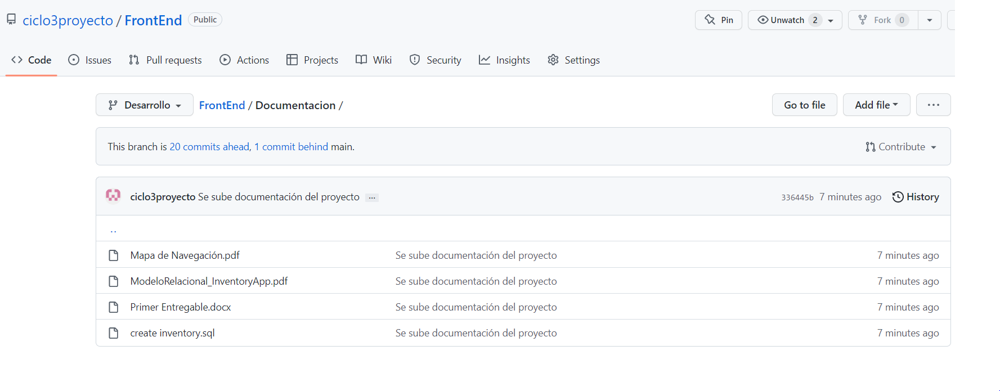 ciclo3proyecto / FrontEnd Public Pin Unwatch 2 Fork 0
Code Issues Pull requests Actions Projects Wiki Security Insights Settings
Desarrollo FrontEnd / Documentacion / Go to file Add file ...
This branch is 20 commits ahead, 1 commit behind main. Contribute
ciclo3proyecto Se sube documentación del proyecto ... 336445b 7 minutes ago History
..
Mapa de Navegación.pdf Se sube documentación del proyecto 7 minutes ago
ModeloRelacional_InventoryApp.pdf Se sube documentación del proyecto 7 minutes ago
Primer Entregable.docx Se sube documentación del proyecto 7 minutes ago
create inventory.sql Se sube documentación del proyecto 7 minutes ago